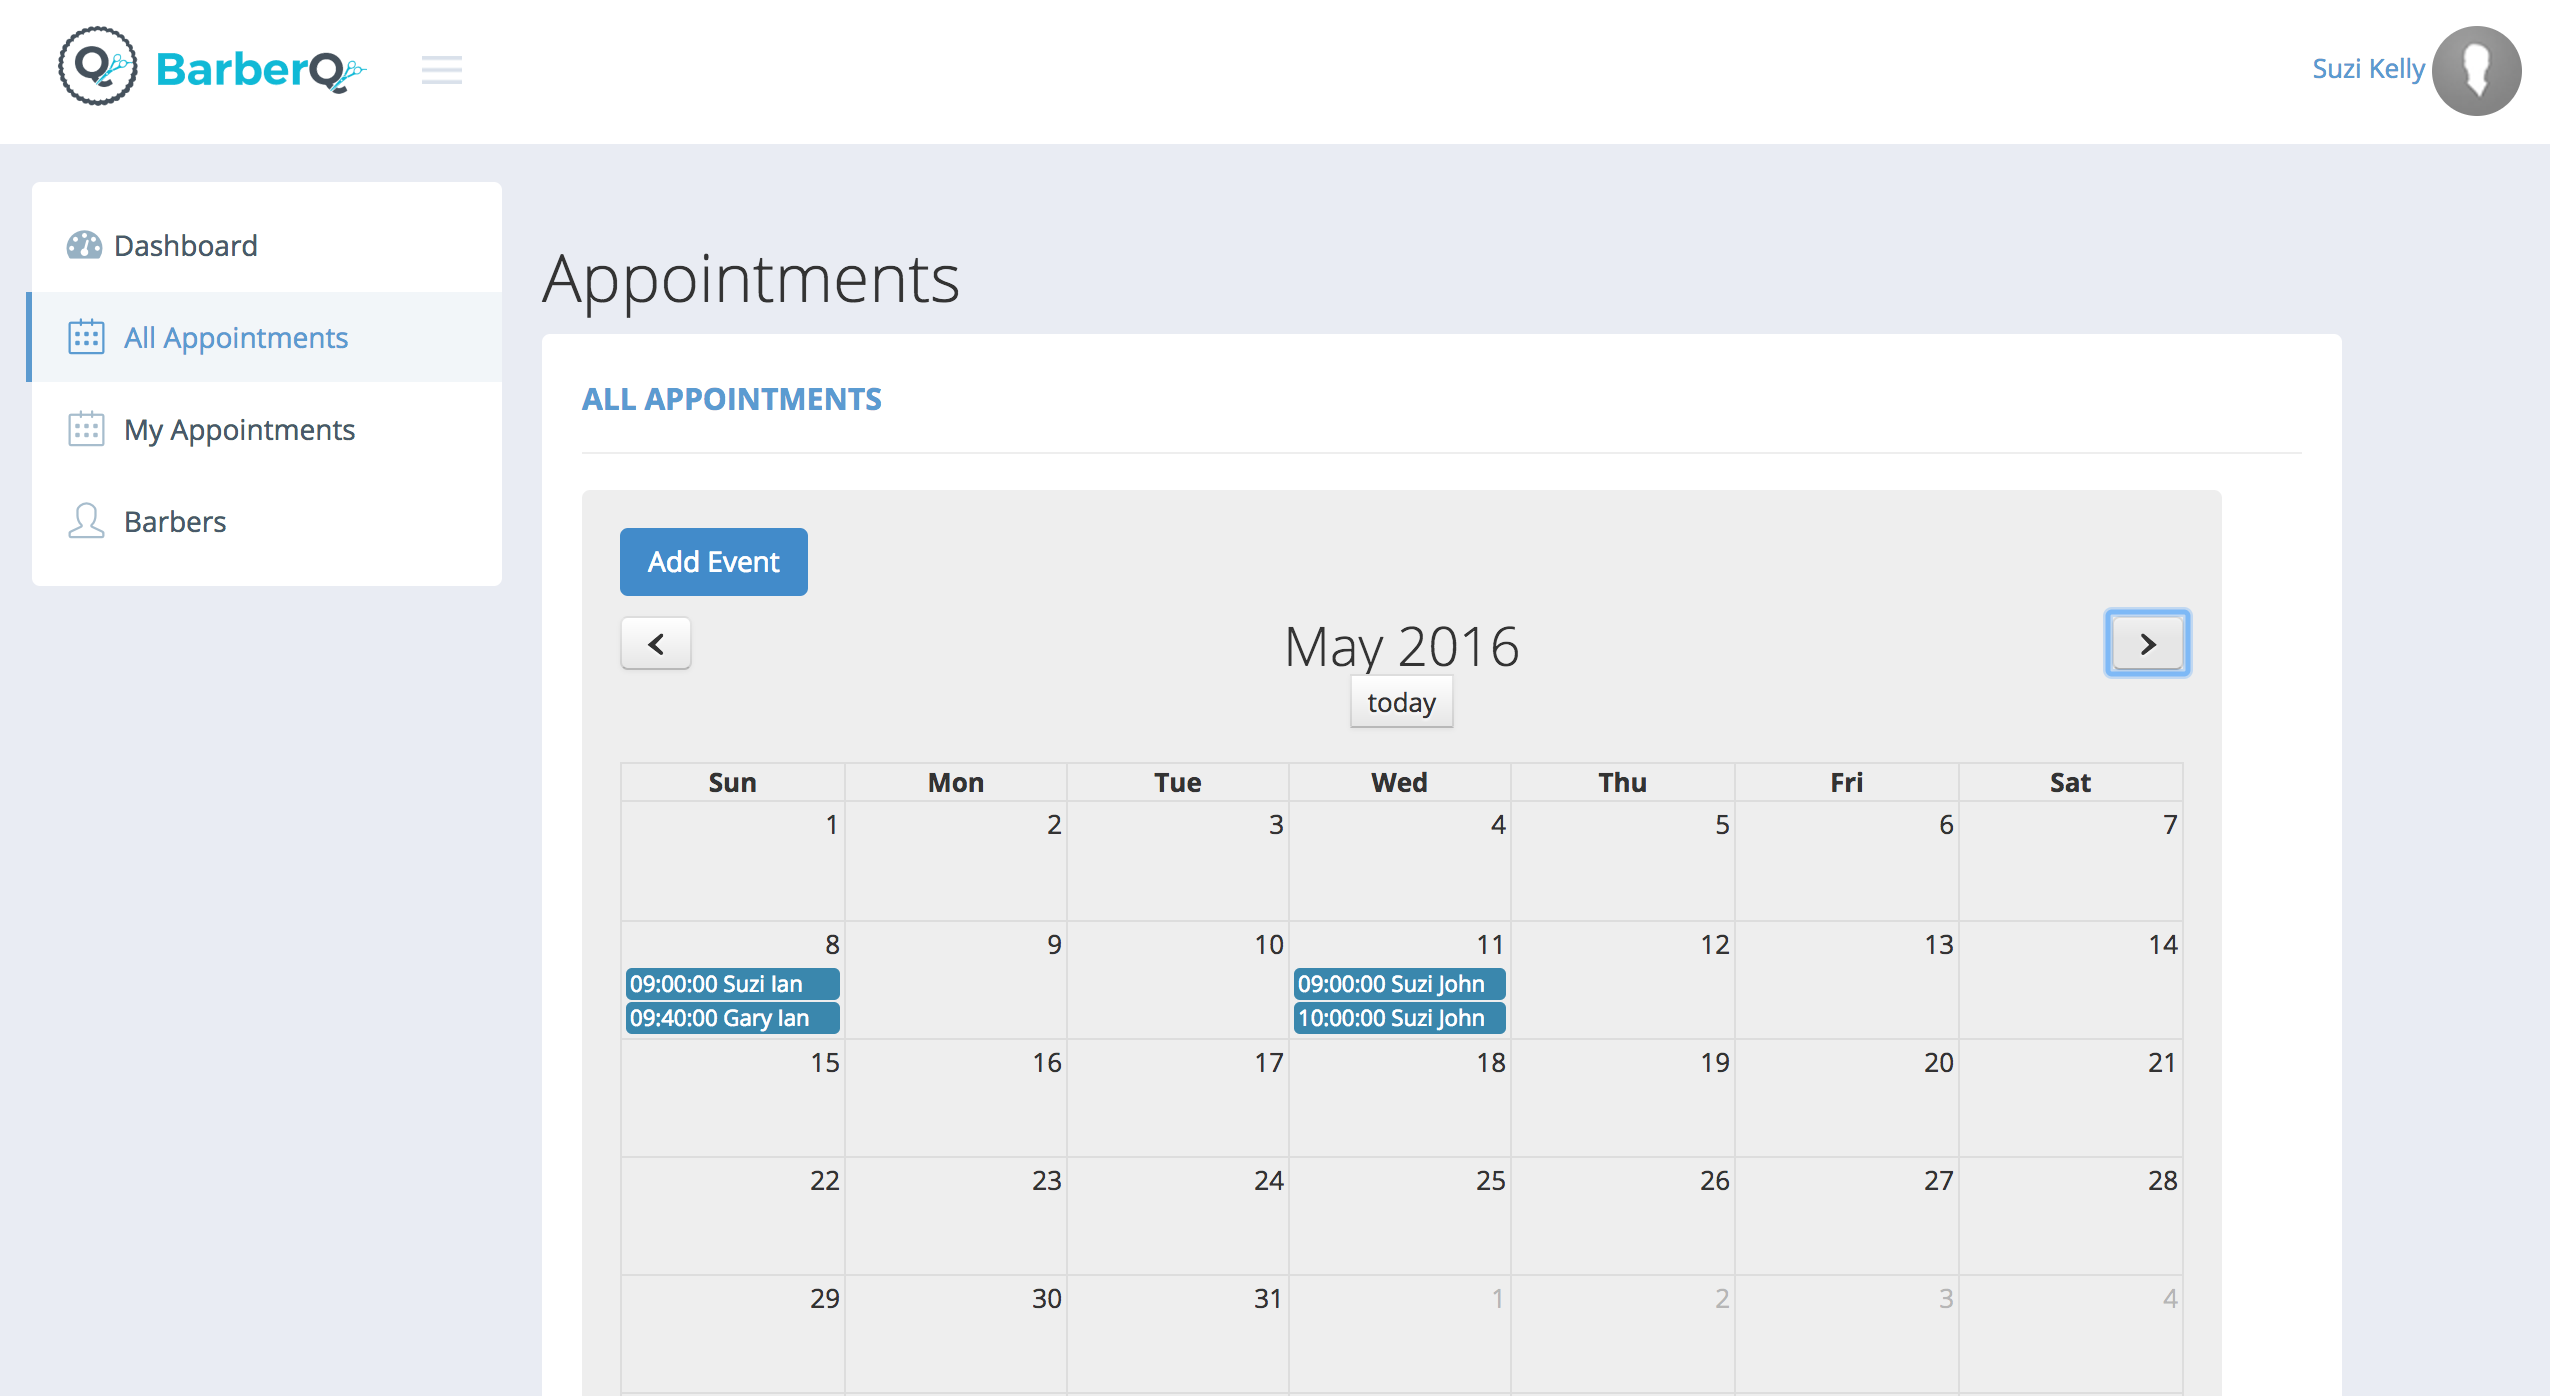 BarberQ
Suzi Kelly
Dashboard
All Appointments
My Appointments
Barbers
Appointments
ALL APPOINTMENTS
Add Event
May 2016
today
Sun Mon Tue Wed Thu Fri Sat
1 2 3 4 5 6 7
8 9 10 11 12 13 14
09:00:00 Suzi Ian 09:00:00 Suzi John
09:40:00 Gary Ian 10:00:00 Suzi John
15 16 17 18 19 20 21
22 23 24 25 26 27 28
29 30 31 1 2 3 4